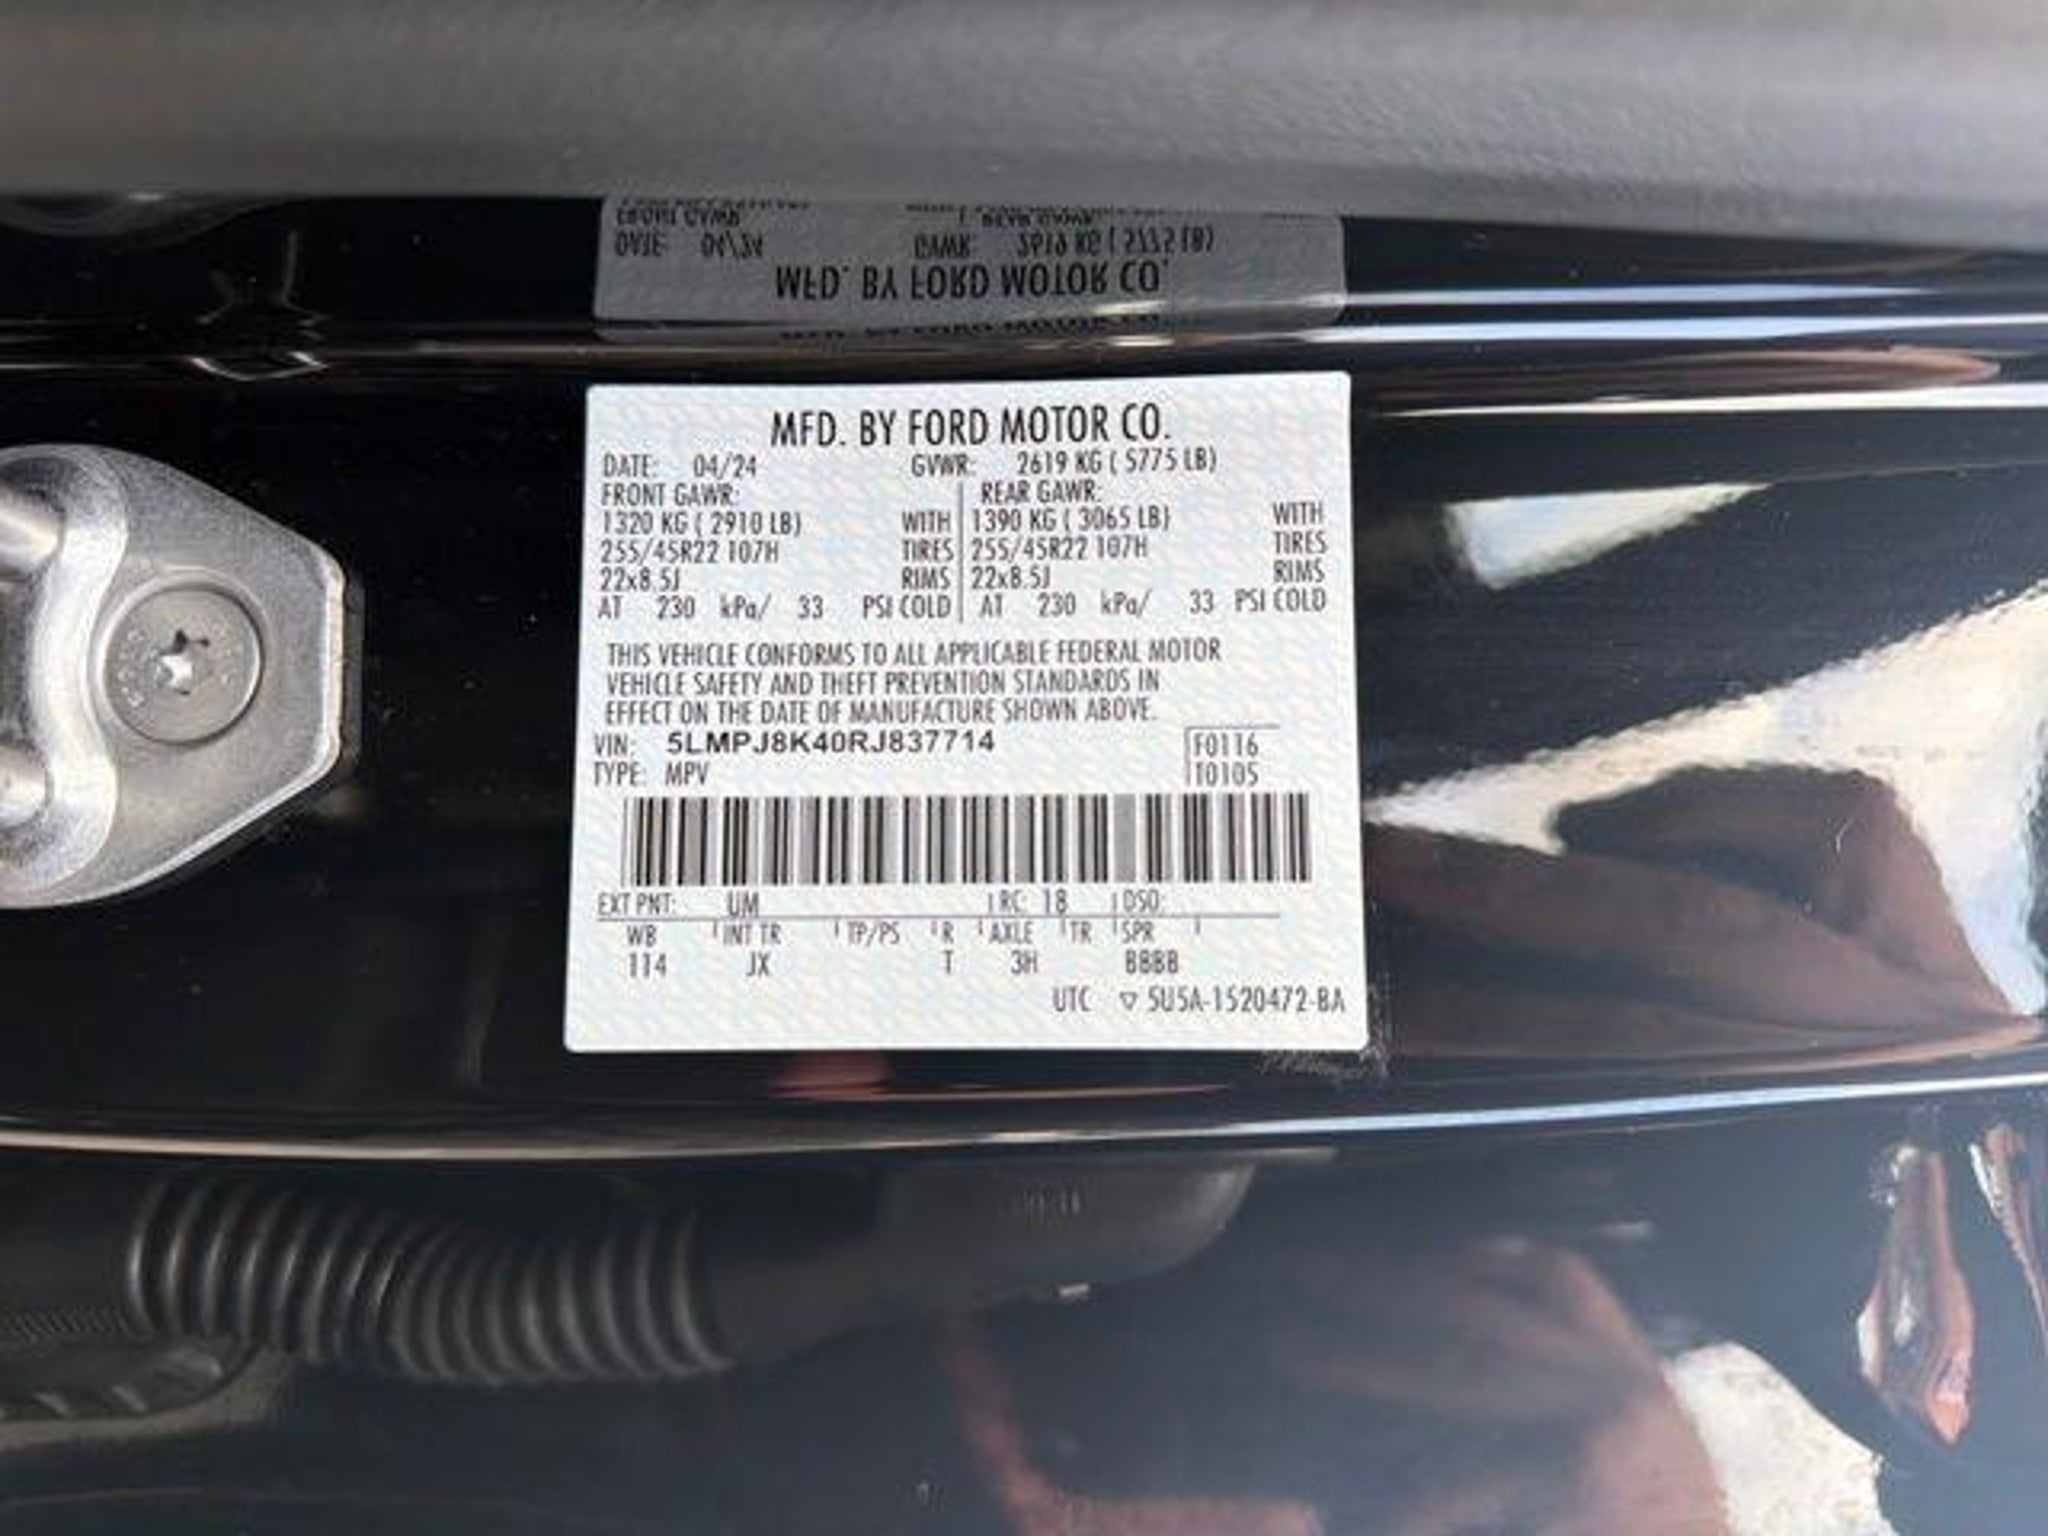 MFD. BY FORD MOTOR CO.
DATE: 04/24 GVWR: 2619 KG ( 5775 LB)
FRONT GAWR: REAR GAWR:
1320 KG ( 2910 LB) WITH 1390 KG ( 3065 LB) WITH
255/45R22 107H TIRES 255/45R22 107H TIRES
22x8.5J RIMS 22x8.5J RIMS
AT 230 kPa/ 33 PSI COLD AT 230 kPa/ 33 PSI COLD
THIS VEHICLE CONFORMS TO ALL APPLICABLE FEDERAL MOTOR
VEHICLE SAFETY AND THEFT PREVENTION STANDARDS IN
EFFECT ON THE DATE OF MANUFACTURE SHOWN ABOVE.
VIN: 5LMPJ8K40RJ837714 F0116
TYPE: MPV T0105
EXT PNT: UM RC: 18 DSO:
WB INT TR TP/PS R AXLE TR SPR
114 JX T 3H BBBB
UTC ▽ 5U5A-1520472-BA